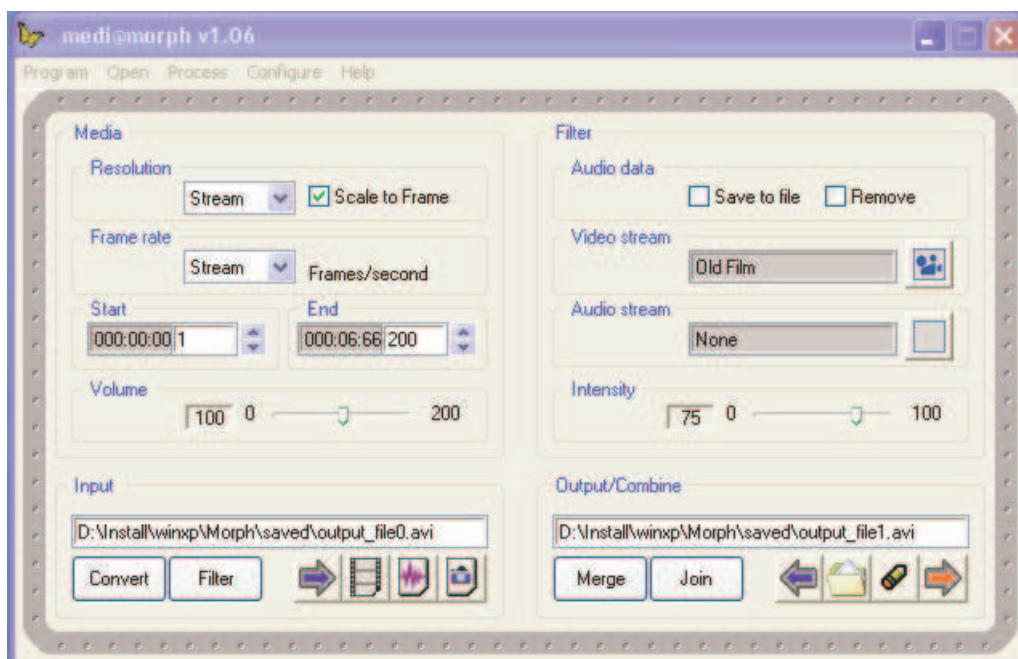 medi@morph v1.06
Program Open Process Configure Help
Media
Resolution
Stream Scale to Frame
Frame rate
Stream Frames/second
Start End
000:00:00 1 000:06:66 200
Volume
100 0 200
Filter
Audio data
Save to file Remove
Video stream
Old Film
Audio stream
None
Intensity
75 0 100
Input
D:\Install\winxp\Morph\saved\output_file0.avi
Convert Filter
Output/Combine
D:\Install\winxp\Morph\saved\output_file1.avi
Merge Join